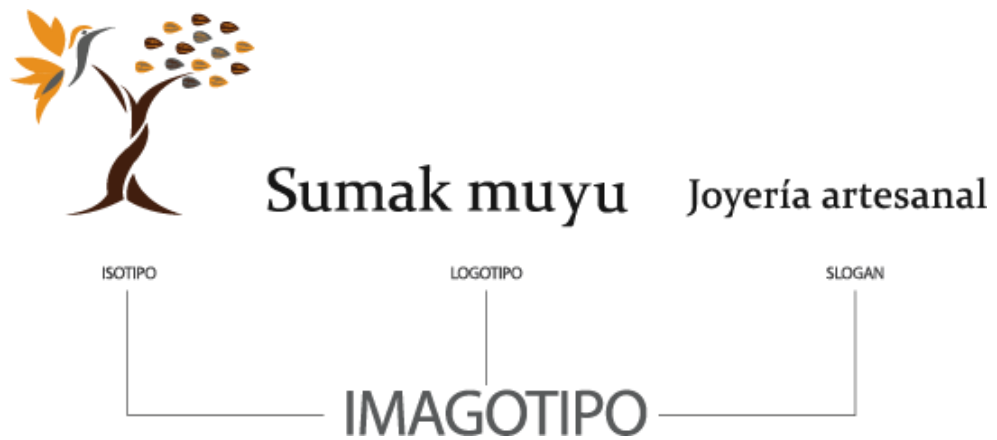 Sumak muyu
Joyería artesanal
ISOTIPO
LOGOTIPO
SLOGAN
IMAGOTIPO